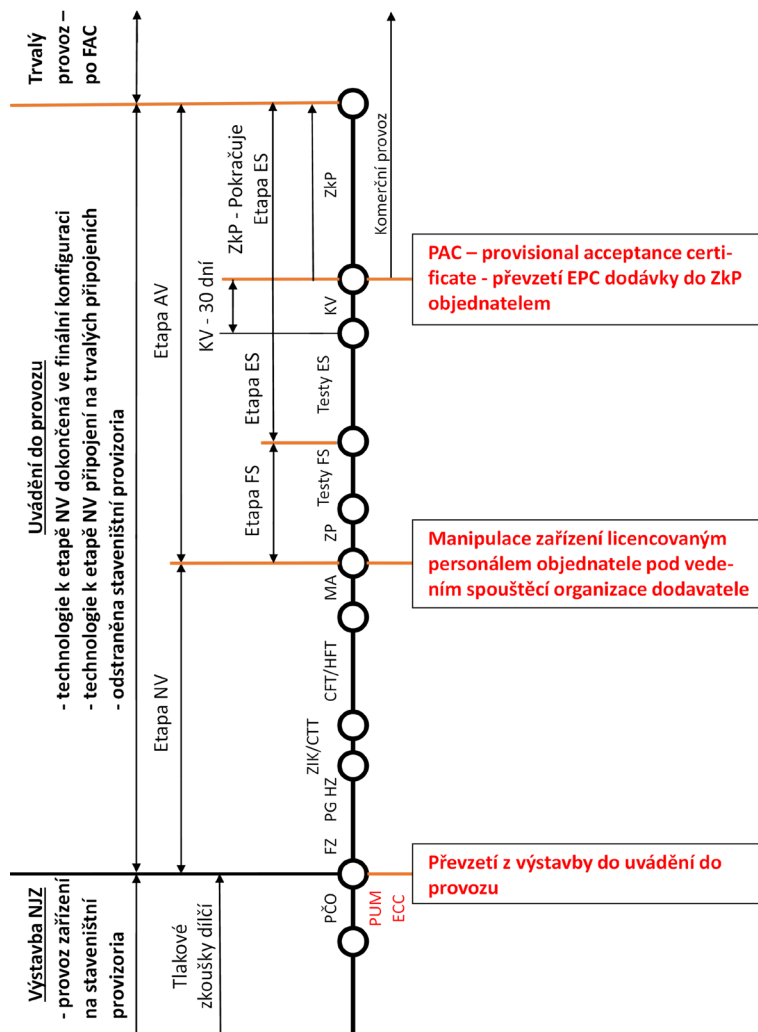 Trvalý
provoz –
po FAC
Uvádění do provozu
- technologie k etapě NV dokončená ve finální konfiguraci
- technologie k etapě NV připojení na trvalých připojeních
- odstraněna staveništní provizoria
Výstavba NJZ
- provoz zařízení
na staveništní
provizoria
Etapa AV
Etapa NV
Tlakové
zkoušky dílčí
ZkP - Pokračuje
Etapa ES
KV - 30 dní
Etapa ES
Etapa FS
ZkP
KV
Testy ES
Testy FS
ZP
MA
CFT/HFT
ZIK/CTT
PG HZ
FZ
PČO
PUM
ECC
Komerční provoz
PAC – provisional acceptance certi-
ficate - převzetí EPC dodávky do ZkP
objednatelem
Manipulace zařízení licencovaným
personálem objednatele pod vede-
ním spouštěcí organizace dodavatele
Převzetí z výstavby do uvádění do
provozu